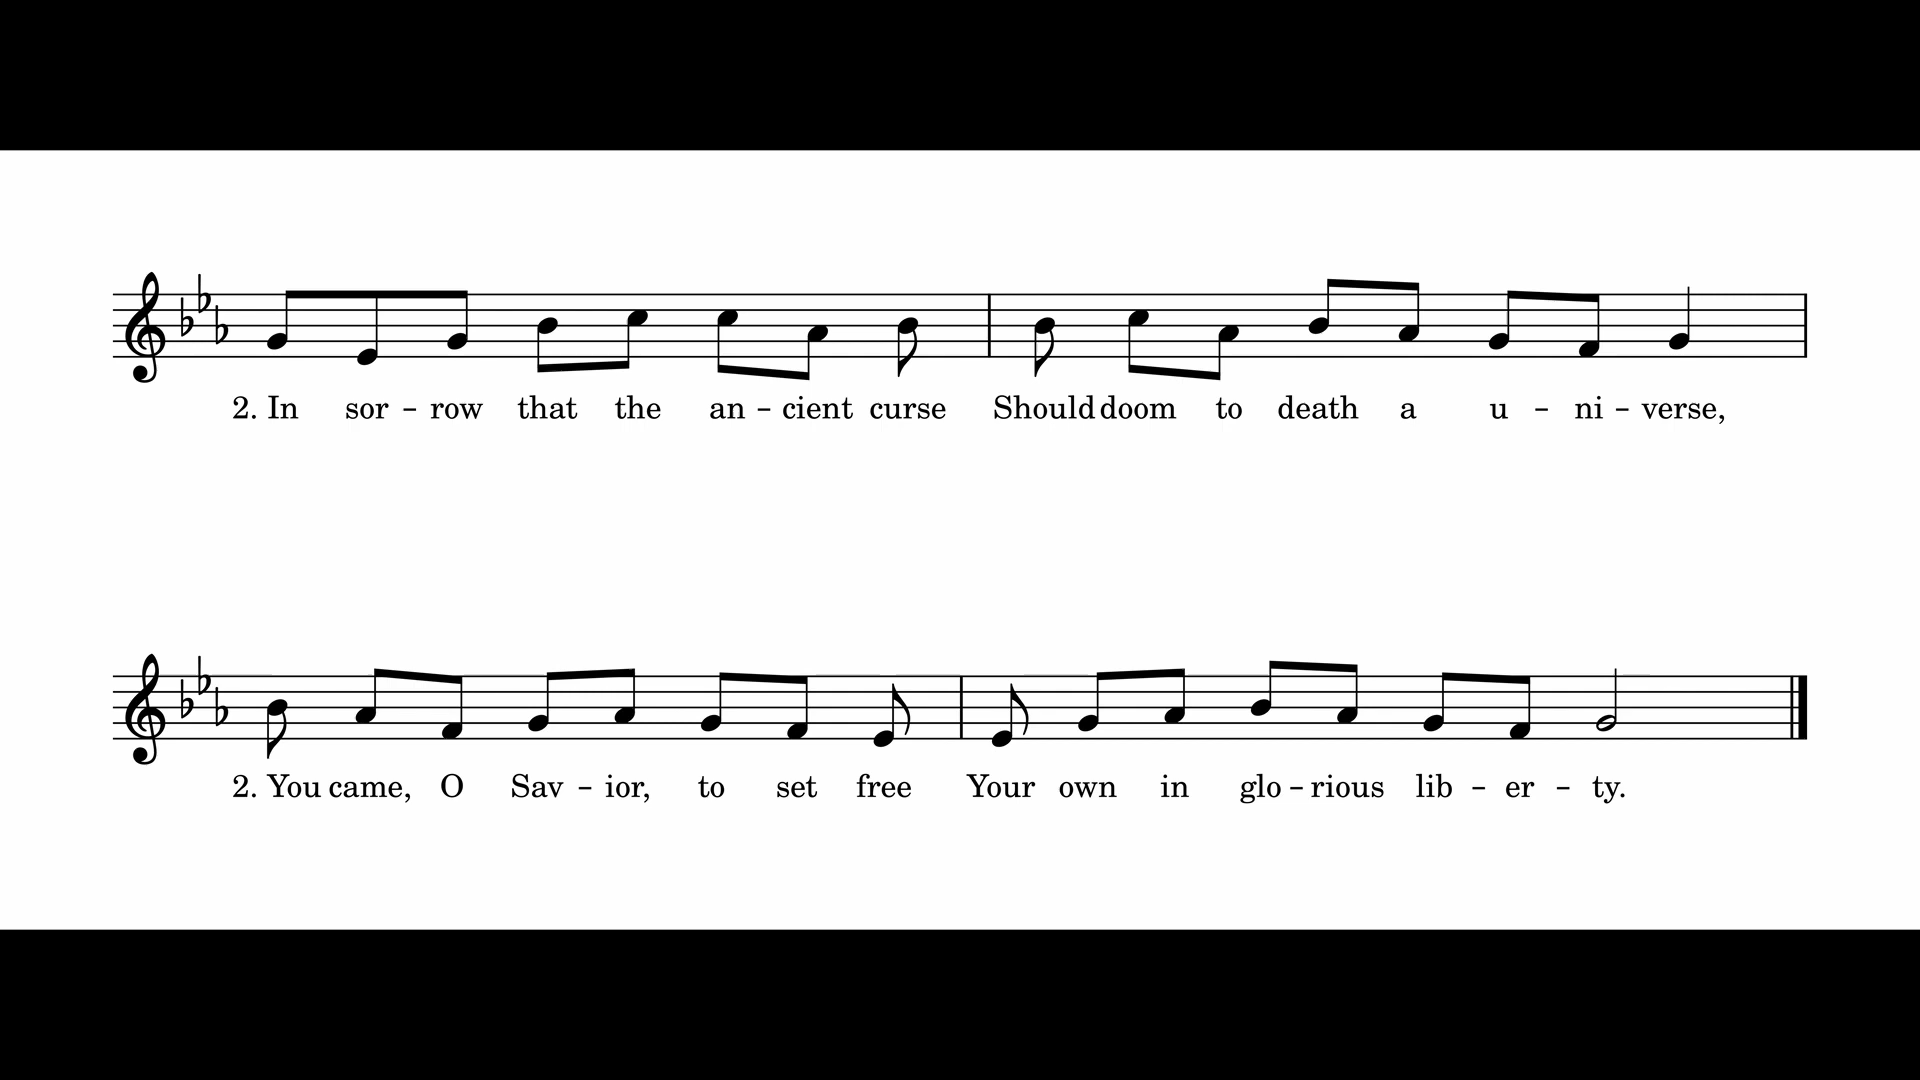 2. In sor – row that the an – cient curse Should doom to death a u – ni – verse,
2. You came, O Sav – ior, to set free Your own in glo – rious lib – er – ty.